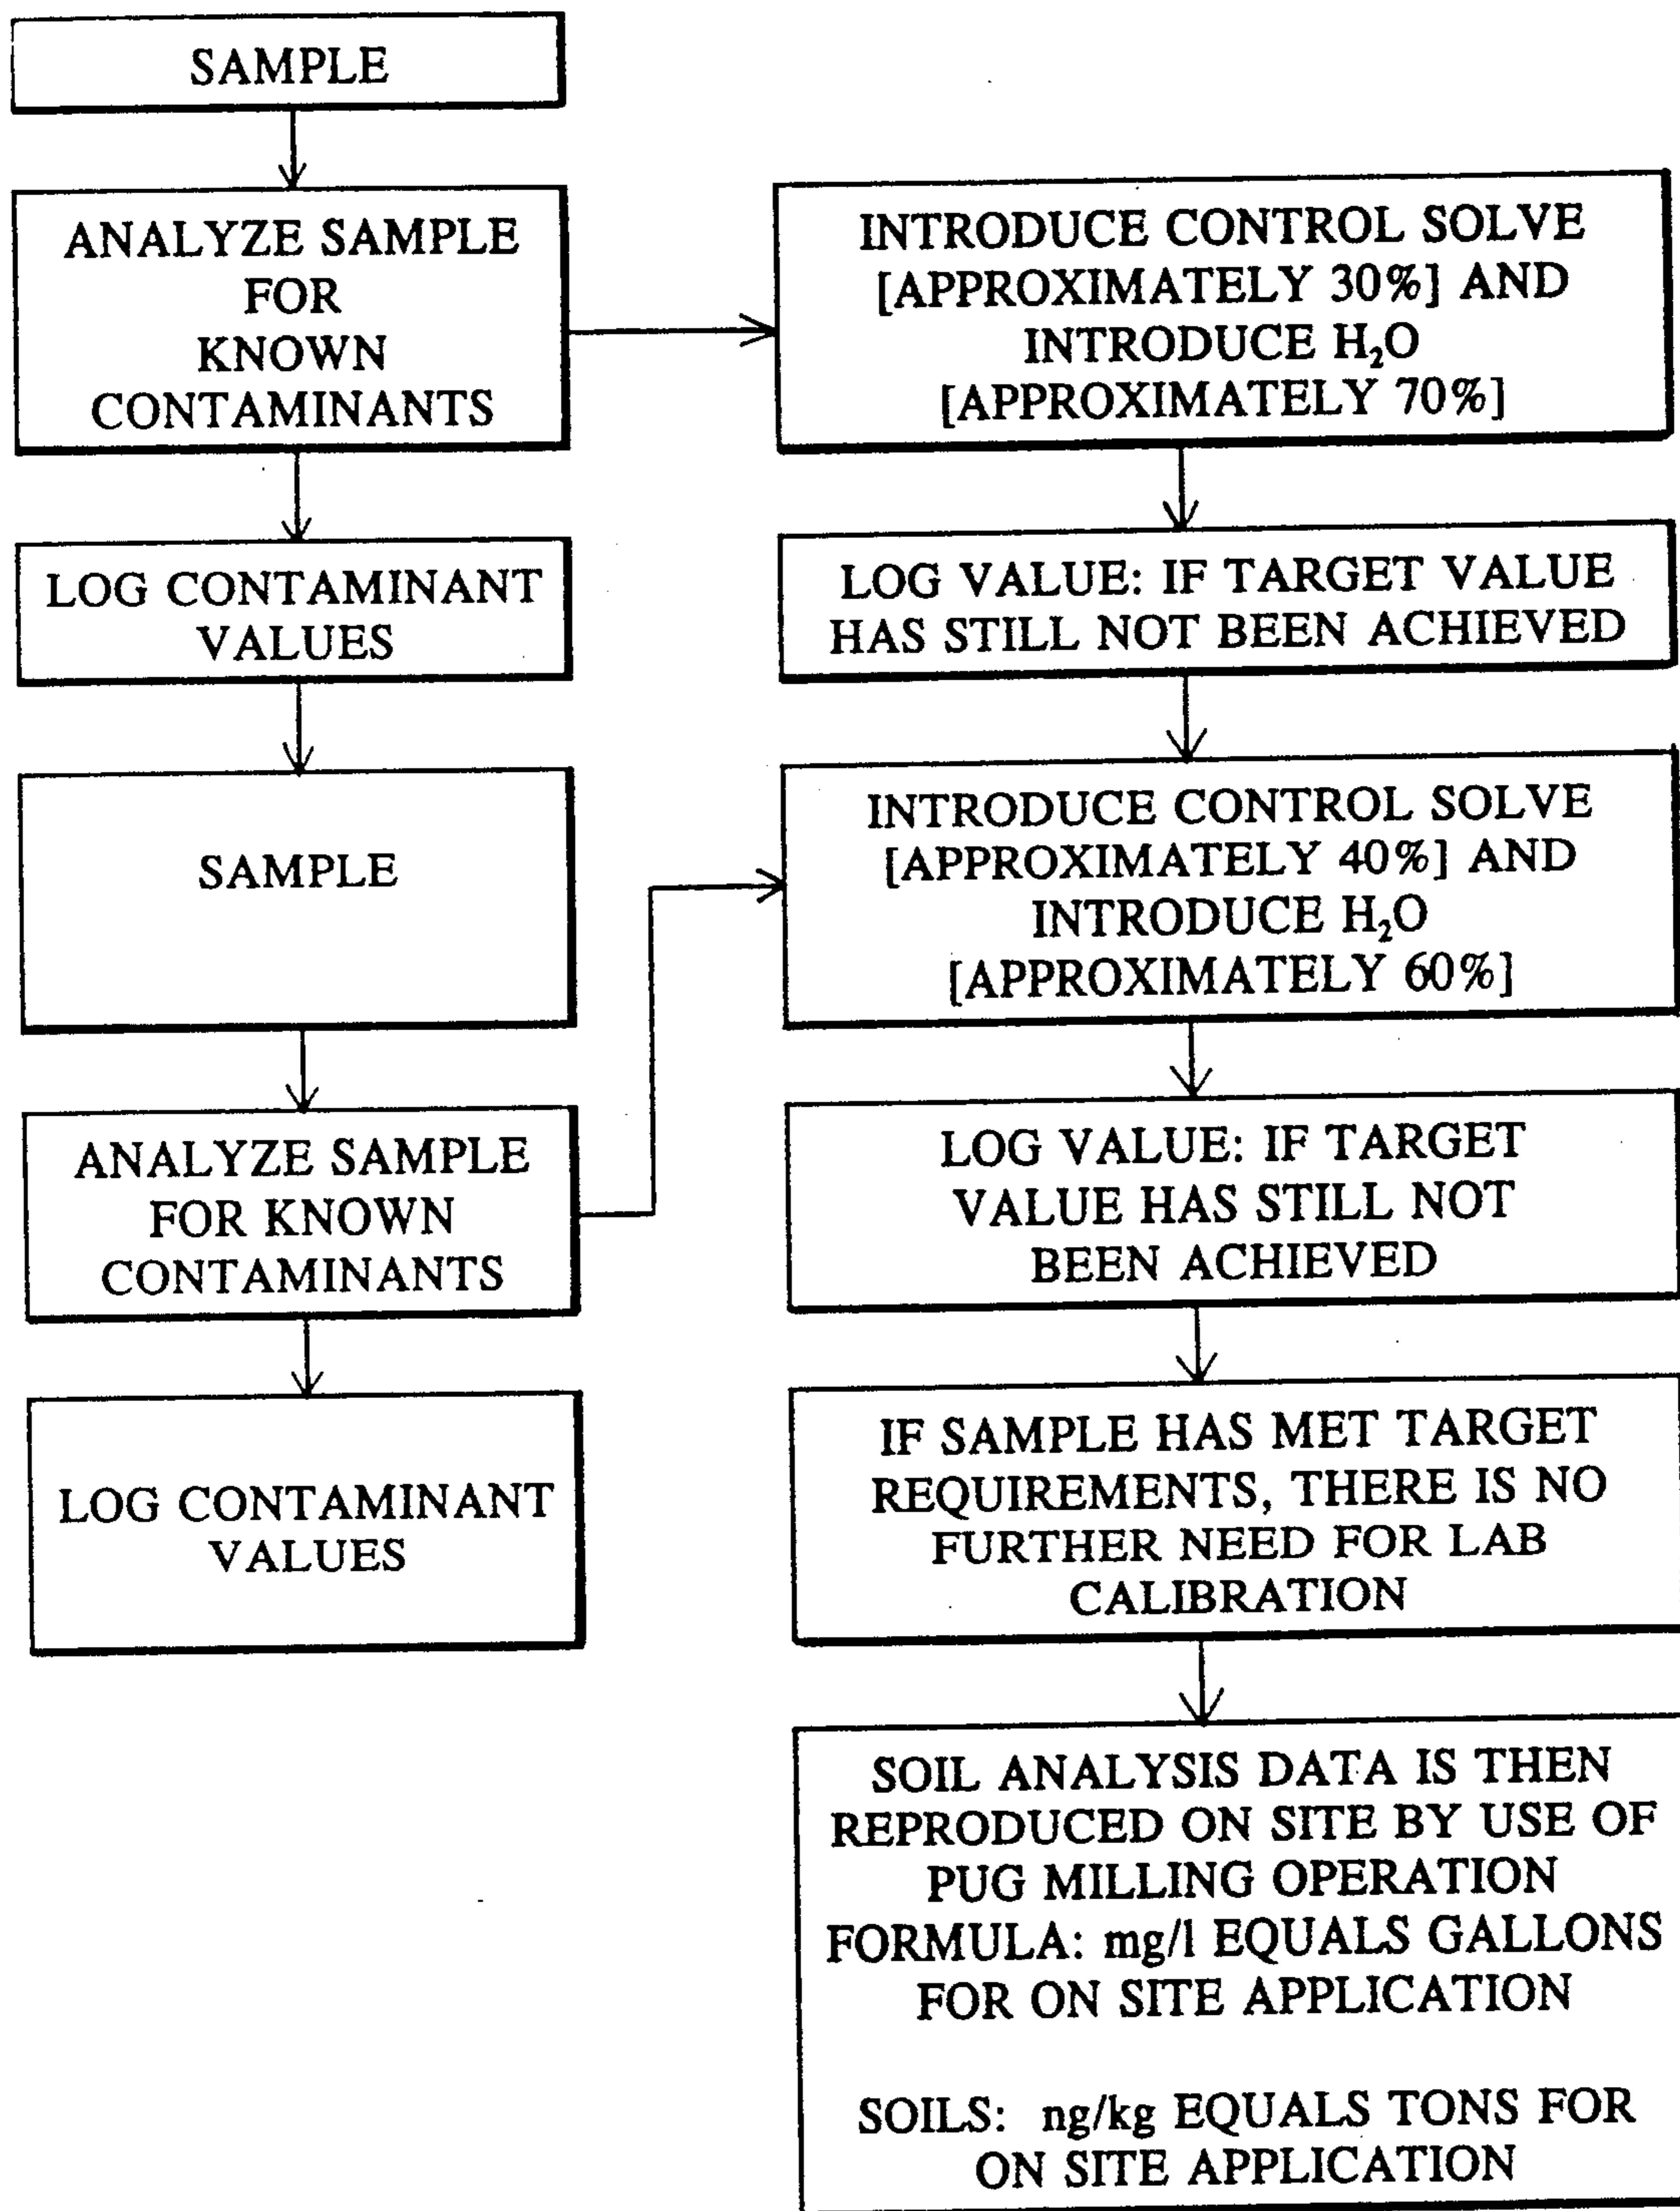 SAMPLE
ANALYZE SAMPLE
FOR
KNOWN
CONTAMINANTS
LOG CONTAMINANT
VALUES
SAMPLE
ANALYZE SAMPLE
FOR KNOWN
CONTAMINANTS
LOG CONTAMINANT
VALUES
INTRODUCE CONTROL SOLVE
[APPROXIMATELY 30%] AND
INTRODUCE H₂O
[APPROXIMATELY 70%]
LOG VALUE: IF TARGET VALUE
HAS STILL NOT BEEN ACHIEVED
INTRODUCE CONTROL SOLVE
[APPROXIMATELY 40%] AND
INTRODUCE H₂O
[APPROXIMATELY 60%]
LOG VALUE: IF TARGET
VALUE HAS STILL NOT
BEEN ACHIEVED
IF SAMPLE HAS MET TARGET
REQUIREMENTS, THERE IS NO
FURTHER NEED FOR LAB
CALIBRATION
SOIL ANALYSIS DATA IS THEN
REPRODUCED ON SITE BY USE OF
PUG MILLING OPERATION
FORMULA: mg/l EQUALS GALLONS
FOR ON SITE APPLICATION
SOILS: ng/kg EQUALS TONS FOR
ON SITE APPLICATION